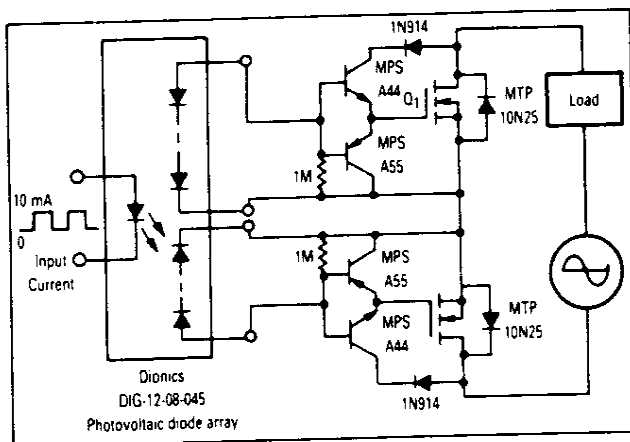 1N914
MPS
A44
Q1
MTP
10N25
Load
MPS
A55
1M
10 mA
0
Input
Current
1M
MPS
A55
MPS
A44
MTP
10N25
1N914
Dionics
DIG-12-08-045
Photovoltaic diode array